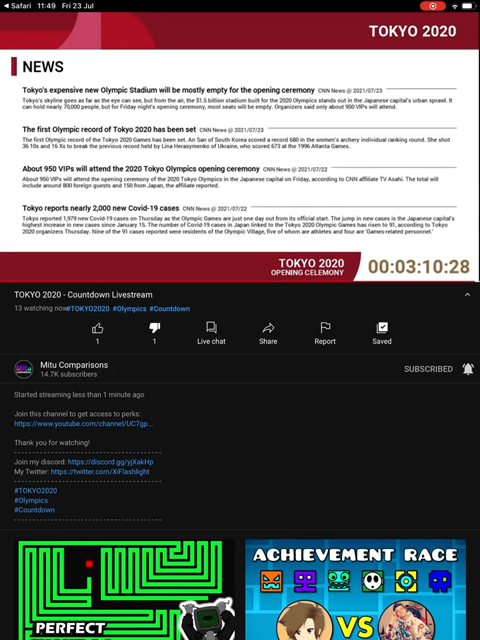 Safari 11:49 Fri 23 Jul
TOKYO 2020
NEWS
Tokyo's expensive new Olympic Stadium will be mostly empty for the opening ceremony CNN News @ 2021/07/23
Tokyo's skyline goes as far as the eye can see, but from the air, the $1.5 billion stadium built for the 2020 Olympics stands out in the Japanese capital's urban sprawl. It
can hold nearly 70,000 people, but for Friday night's opening ceremony, most seats will be empty. Organizers said only about 950 VIPs will attend.
The first Olympic record of Tokyo 2020 has been set CNN News @ 2021/07/23
The first Olympic record of the Tokyo 2020 Games has been set. An San of South Korea scored a record 680 in the women's archery individual ranking round. She shot
36 10s and 16 Xs to break the previous record held by Lina Herasymenko of Ukraine, who scored 673 at the 1996 Atlanta Games.
About 950 VIPs will attend the 2020 Tokyo Olympics opening ceremony CNN News @ 2021/07/22
About 950 VIPs will attend the opening ceremony of the 2020 Tokyo Olympics in the Japanese capital on Friday, according to CNN affiliate TV Asahi. The total will
include around 800 foreign guests and 150 from Japan, the affiliate reported.
Tokyo reports nearly 2,000 new Covid-19 cases CNN News @ 2021/07/22
Tokyo reported 1,979 new Covid-19 cases on Thursday as the Olympic Games are just one day out from its official start. The jump in new cases is the Japanese capital's
highest increase in new cases since January 15. The number of Covid-19 cases in Japan linked to the Tokyo 2020 Olympic Games has risen to 91, according to Tokyo
2020 organizers Thursday. Nine of the 91 cases reported were residents of the Olympic Village, five of whom are athletes and four are 'Games-related personnel.'
TOKYO 2020
OPENING CELEMONY
00:03:10:28
TOKYO 2020 - Countdown Livestream
13 watching now #TOKYO2020 #Olympics #Countdown
1 1 Live chat Share Report Saved
Mitu Comparisons
14.7K subscribers
SUBSCRIBED
Started streaming less than 1 minute ago
Join this channel to get access to perks:
https://www.youtube.com/channel/UC7gp...
Thank you for watching!
- - - - - - - - - - - - - - - - - - - - - - - - - - - - - -
Join my discord: https://discord.gg/yjXakHp
My Twitter: https://twitter.com/XiFlashlight
- - - - - - - - - - - - - - - - - - - - - - - - - - - - - -
#TOKYO2020
#Olympics
#Countdown
- - - - - - - - - - - - - - - - - - - - - - - - - - - - - -
PERFECT
ACHIEVEMENT RACE
VS